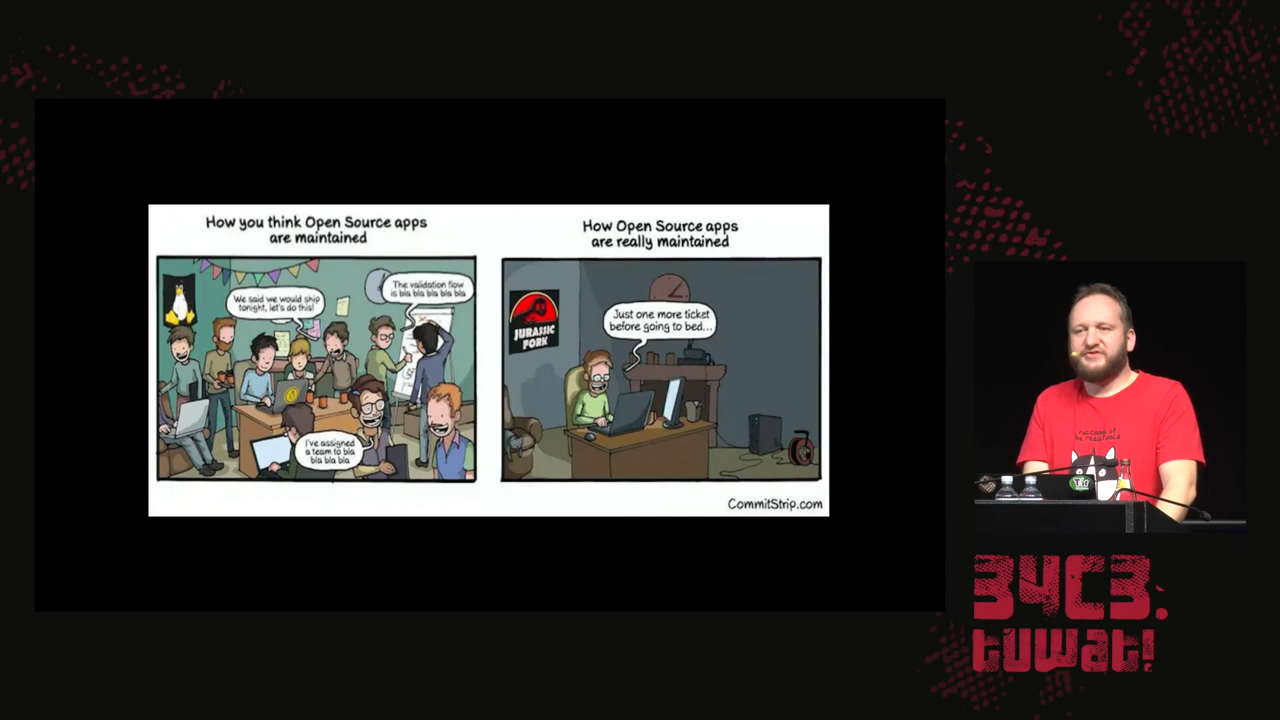 How you think Open Source apps
are maintained
We said we would ship
tonight, let's do this!
The validation flow
is bla bla bla bla bla
I've assigned
a team to bla
bla bla bla
How Open Source apps
are really maintained
JURASSIC
FORK
Just one more ticket
before going to bed...
CommitStrip.com
34C3.
tuwat!